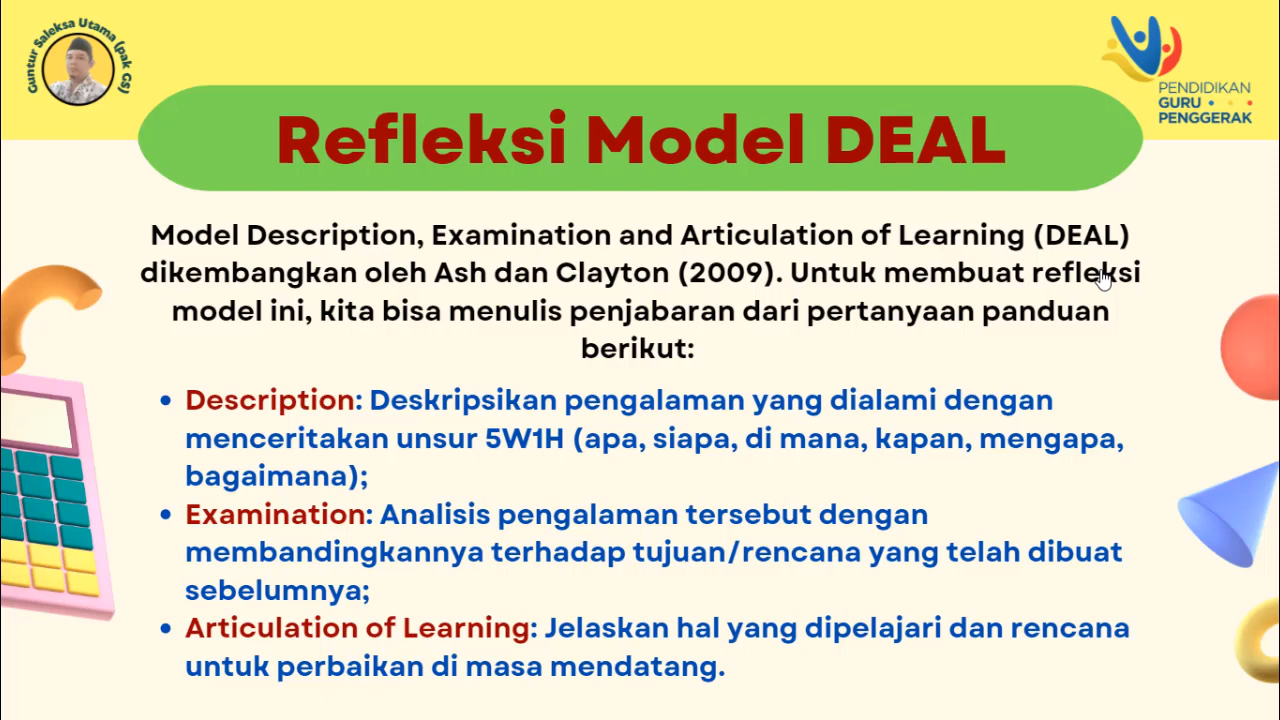 Guntur Saleksa Utama (pak GS)
PENDIDIKAN
GURU
PENGGERAK
Refleksi Model DEAL
Model Description, Examination and Articulation of Learning (DEAL)
dikembangkan oleh Ash dan Clayton (2009). Untuk membuat refleksi
model ini, kita bisa menulis penjabaran dari pertanyaan panduan
berikut:
• Description: Deskripsikan pengalaman yang dialami dengan
menceritakan unsur 5W1H (apa, siapa, di mana, kapan, mengapa,
bagaimana);
• Examination: Analisis pengalaman tersebut dengan
membandingkannya terhadap tujuan/rencana yang telah dibuat
sebelumnya;
• Articulation of Learning: Jelaskan hal yang dipelajari dan rencana
untuk perbaikan di masa mendatang.